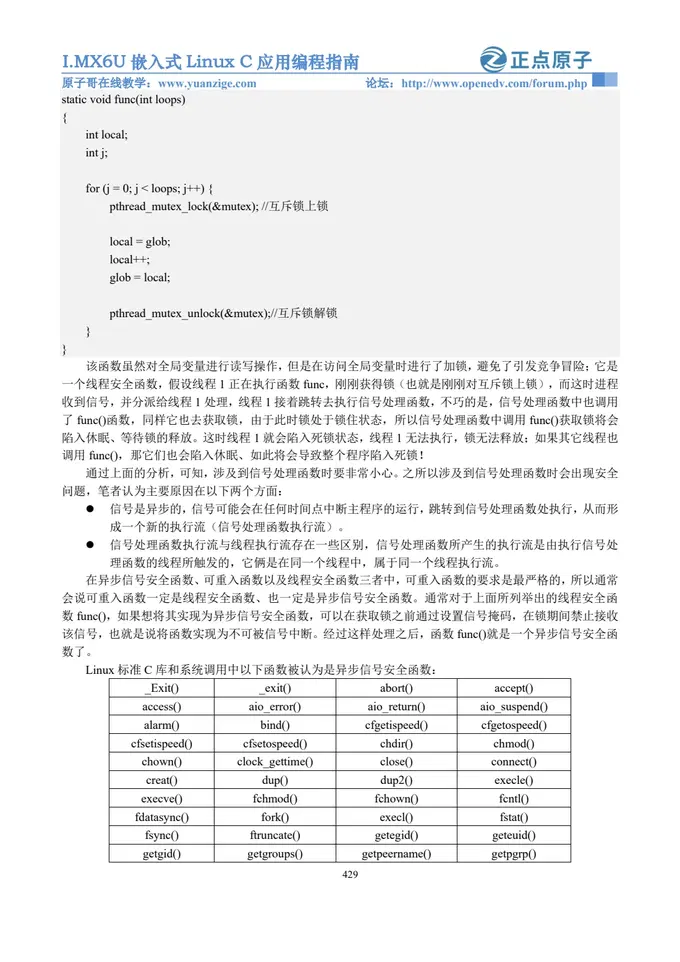 I.MX6U 嵌入式 Linux C 应用编程指南
正点原子
原子哥在线教学：www.yuanzige.com 论坛：http://www.openedv.com/forum.php
static void func(int loops)
{
int local;
int j;
for (j = 0; j < loops; j++) {
pthread_mutex_lock(&mutex); //互斥锁上锁
local = glob;
local++;
glob = local;
pthread_mutex_unlock(&mutex);//互斥锁解锁
}
}
该函数虽然对全局变量进行读写操作，但是在访问全局变量时进行了加锁，避免了引发竞争冒险；它是
一个线程安全函数，假设线程 1 正在执行函数 func，刚刚获得锁（也就是刚刚对互斥锁上锁），而这时进程
收到信号，并分派给线程 1 处理，线程 1 接着跳转去执行信号处理函数，不巧的是，信号处理函数中也调用
了 func()函数，同样它也去获取锁，由于此时锁处于锁住状态，所以信号处理函数中调用 func()获取锁将会
陷入休眠、等待锁的释放。这时线程 1 就会陷入死锁状态，线程 1 无法执行，锁无法释放；如果其它线程也
调用 func()，那它们也会陷入休眠、如此将会导致整个程序陷入死锁！
通过上面的分析，可知，涉及到信号处理函数时要非常小心。之所以涉及到信号处理函数时会出现安全
问题，笔者认为主要原因在以下两个方面：
● 信号是异步的，信号可能会在任何时间点中断主程序的运行，跳转到信号处理函数处执行，从而形
成一个新的执行流（信号处理函数执行流）。
● 信号处理函数执行流与线程执行流存在一些区别，信号处理函数所产生的执行流是由执行信号处
理函数的线程所触发的，它俩是在同一个线程中，属于同一个线程执行流。
在异步信号安全函数、可重入函数以及线程安全函数三者中，可重入函数的要求是最严格的，所以通常
会说可重入函数一定是线程安全函数、也一定是异步信号安全函数。通常对于上面所列举出的线程安全函
数 func()，如果想将其实现为异步信号安全函数，可以在获取锁之前通过设置信号掩码，在锁期间禁止接收
该信号，也就是说将函数实现为不可被信号中断。经过这样处理之后，函数 func()就是一个异步信号安全函
数了。
Linux 标准 C 库和系统调用中以下函数被认为是异步信号安全函数：
_Exit() _exit() abort() accept()
access() aio_error() aio_return() aio_suspend()
alarm() bind() cfgetispeed() cfgetospeed()
cfsetispeed() cfsetospeed() chdir() chmod()
chown() clock_gettime() close() connect()
creat() dup() dup2() execle()
execve() fchmod() fchown() fcntl()
fdatasync() fork() execl() fstat()
fsync() ftruncate() getegid() geteuid()
getgid() getgroups() getpeername() getpgrp()
429